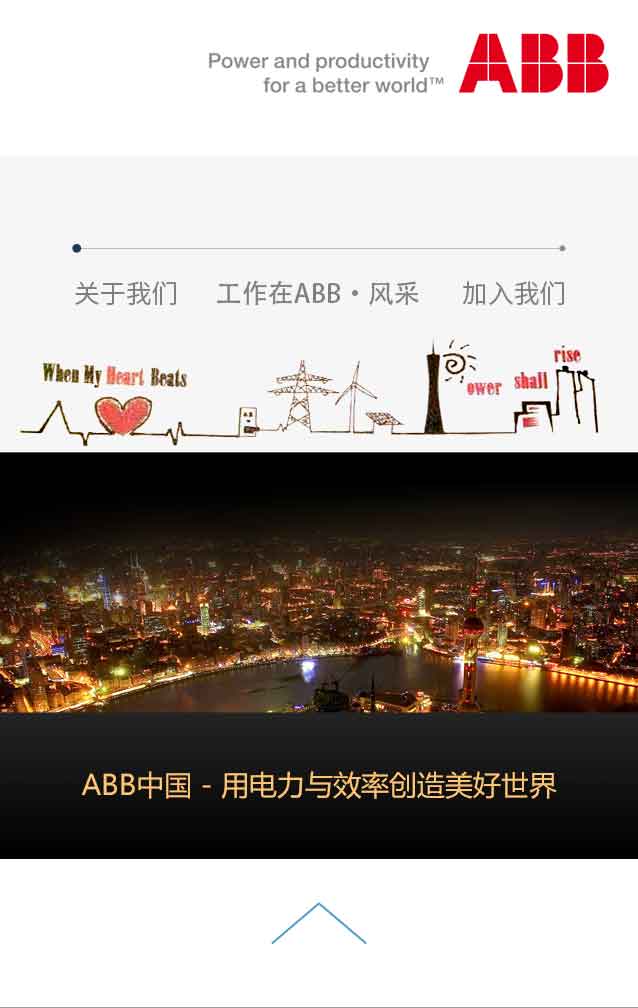 Power and productivity
for a better world™
ABB
关于我们 工作在ABB·风采 加入我们
When My Heart Beats
ower shall rise
ABB中国 - 用电力与效率创造美好世界